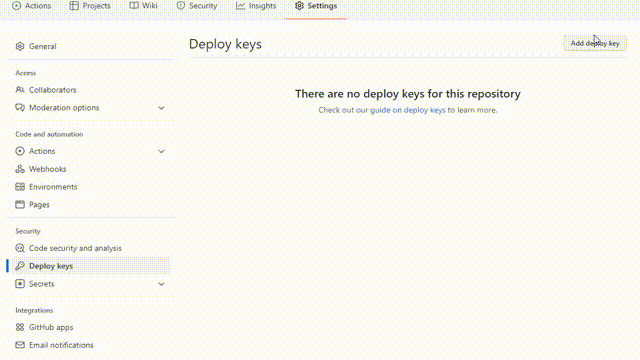 Actions Projects Wiki Security Insights Settings
General
Access
Collaborators
Moderation options
Code and automation
Actions
Webhooks
Environments
Pages
Security
Code security and analysis
Deploy keys
Secrets
Integrations
GitHub apps
Email notifications
Deploy keys
Add deploy key
There are no deploy keys for this repository
Check out our guide on deploy keys to learn more.